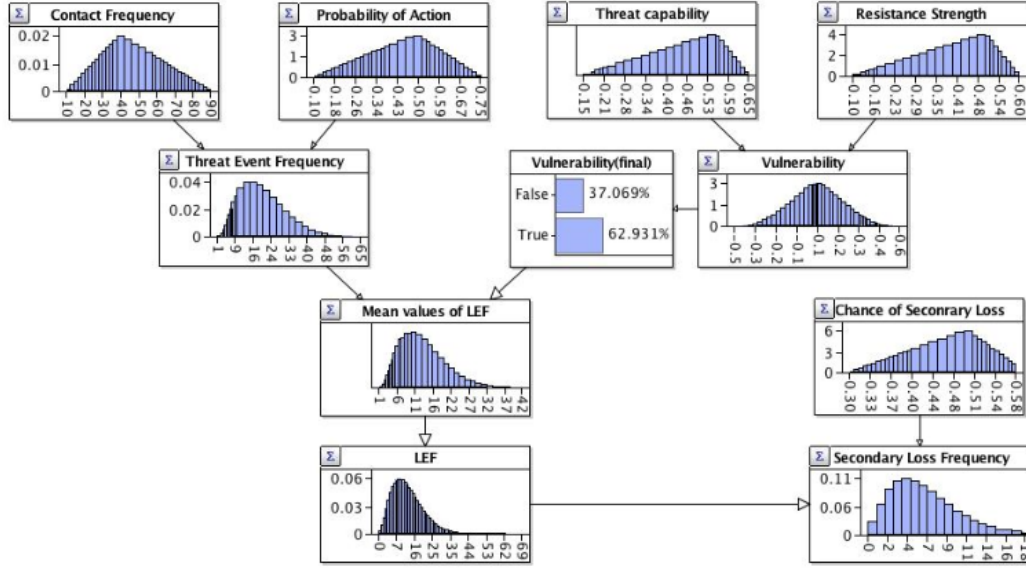 Σ Contact Frequency
0.02
0.01
0
10 20 30 40 50 60 70 80 90
Σ Probability of Action
3
1
0
0.10 0.18 0.26 0.34 0.43 0.50 0.59 0.67 0.75
Σ Threat capability
0.15 0.21 0.28 0.34 0.40 0.46 0.53 0.59 0.65
Σ Resistance Strength
4
2
0
0.10 0.16 0.23 0.29 0.35 0.41 0.48 0.54 0.60
Σ Threat Event Frequency
0.04
0.02
0
1 9 16 24 33 40 48 56 65
Vulnerability(final)
False 37.069%
True 62.931%
Σ Vulnerability
3
1
0
-0.5 -0.3 -0.1 0.1 0.2 0.3 0.6
Σ Mean values of LEF
1 6 11 16 22 27 32 37 42
Σ Chance of Seconrary Loss
6
3
0
0.30 0.33 0.37 0.40 0.44 0.48 0.51 0.54 0.58
Σ LEF
0.06
0.03
0
0 7 16 25 35 44 53 62 69
Σ Secondary Loss Frequency
0.11
0.06
0
0 2 4 7 9 11 14 16 18